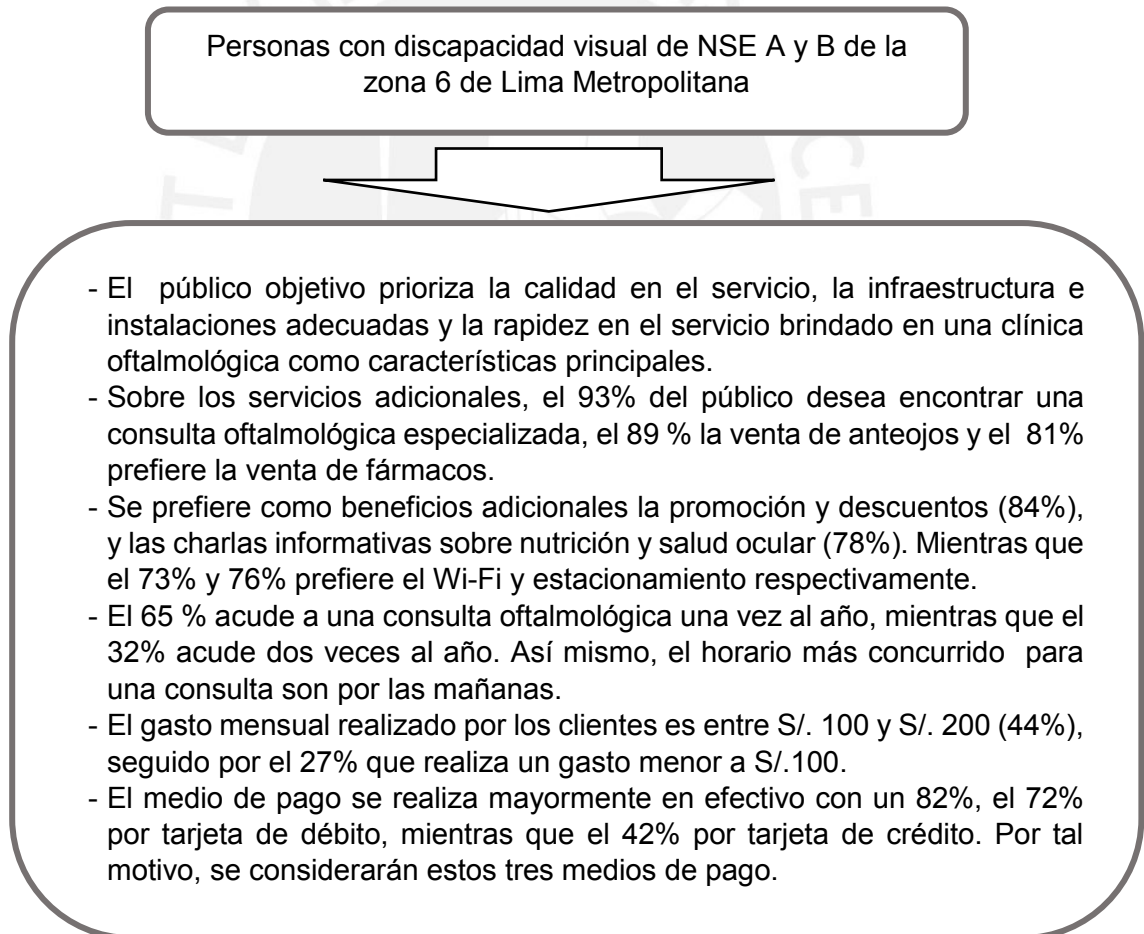 Personas con discapacidad visual de NSE A y B de la
zona 6 de Lima Metropolitana
- El público objetivo prioriza la calidad en el servicio, la infraestructura e
instalaciones adecuadas y la rapidez en el servicio brindado en una clínica
oftalmológica como características principales.
- Sobre los servicios adicionales, el 93% del público desea encontrar una
consulta oftalmológica especializada, el 89 % la venta de anteojos y el 81%
prefiere la venta de fármacos.
- Se prefiere como beneficios adicionales la promoción y descuentos (84%),
y las charlas informativas sobre nutrición y salud ocular (78%). Mientras que
el 73% y 76% prefiere el Wi-Fi y estacionamiento respectivamente.
- El 65 % acude a una consulta oftalmológica una vez al año, mientras que el
32% acude dos veces al año. Así mismo, el horario más concurrido para
una consulta son por las mañanas.
- El gasto mensual realizado por los clientes es entre S/. 100 y S/. 200 (44%),
seguido por el 27% que realiza un gasto menor a S/.100.
- El medio de pago se realiza mayormente en efectivo con un 82%, el 72%
por tarjeta de débito, mientras que el 42% por tarjeta de crédito. Por tal
motivo, se considerarán estos tres medios de pago.